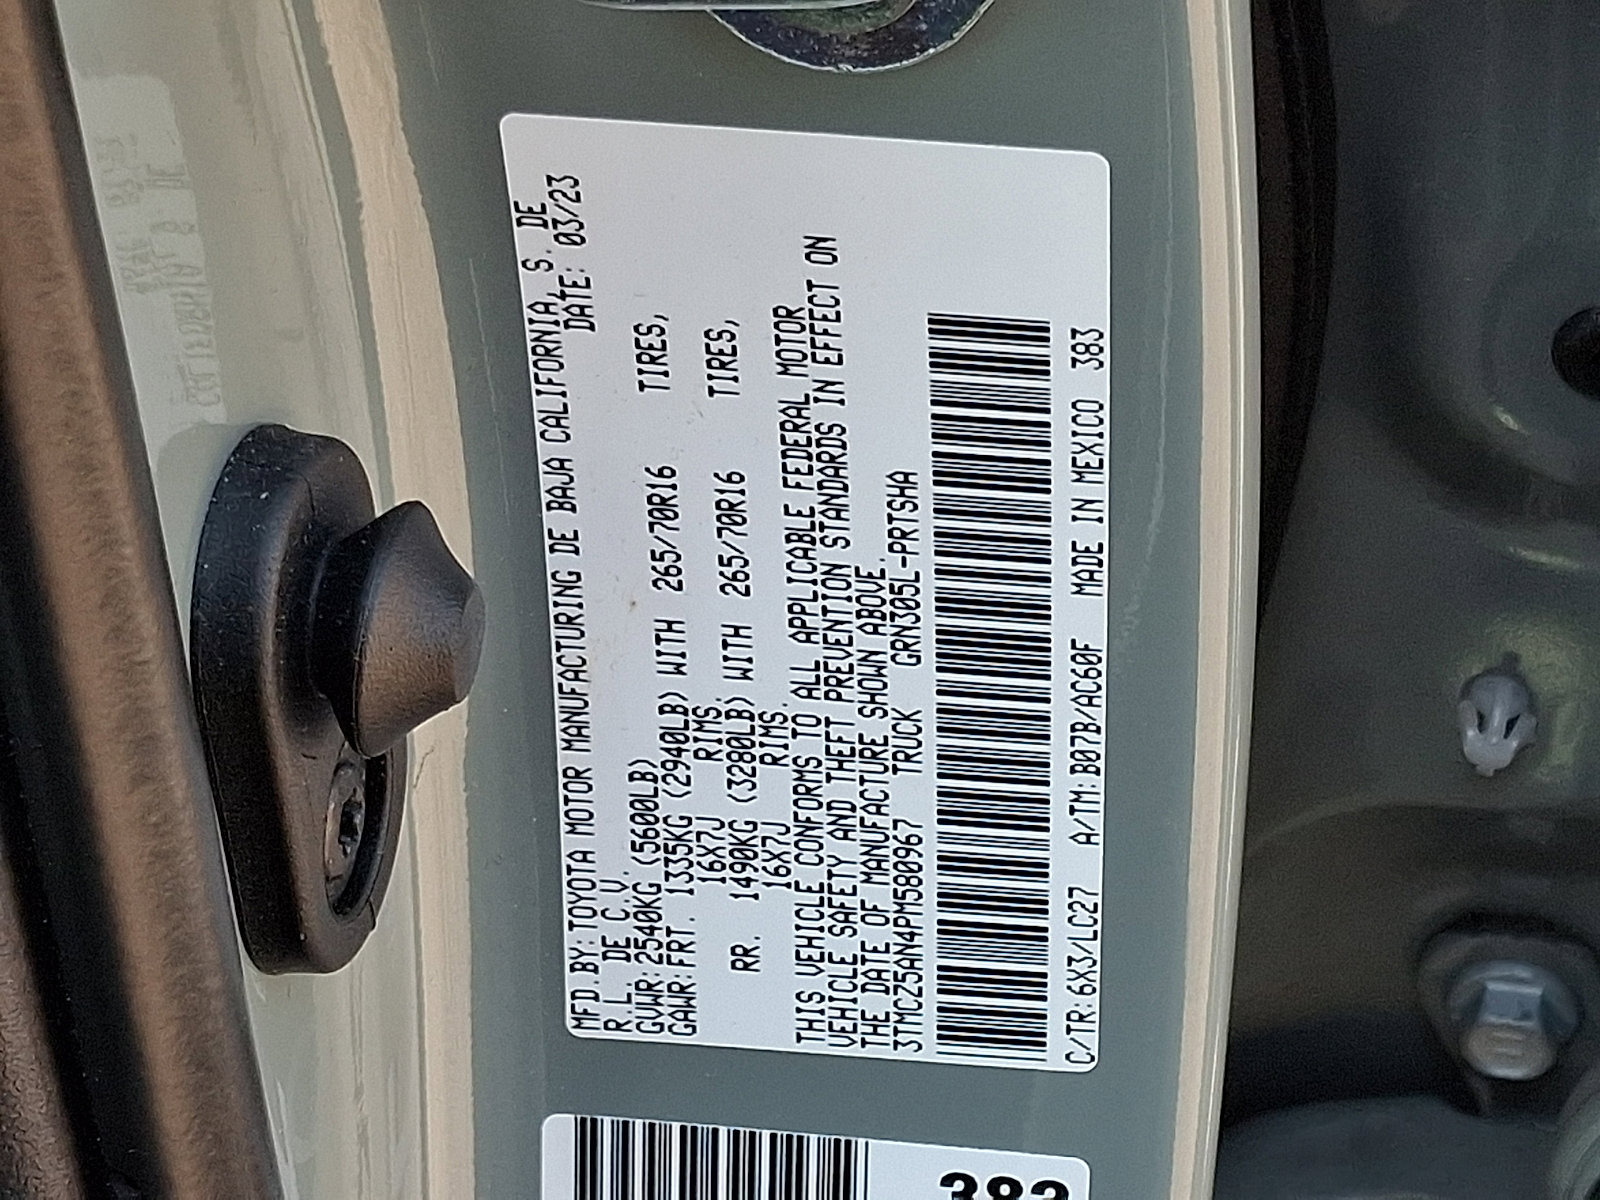 MFD.BY:TOYOTA MOTOR MANUFACTURING DE BAJA CALIFORNIA, S. DE
R.L. DE C.V. DATE: 03/23
GVWR:2540KG (5600LB)
GAWR:FRT. 1335KG (2940LB) WITH 265/70R16 TIRES,
16X7J RIMS.
RR. 1490KG (3280LB) WITH 265/70R16 TIRES,
16X7J RIMS.
THIS VEHICLE CONFORMS TO ALL APPLICABLE FEDERAL MOTOR
VEHICLE SAFETY AND THEFT PREVENTION STANDARDS IN EFFECT ON
THE DATE OF MANUFACTURE SHOWN ABOVE.
3TMCZ5AN4PM580967 TRUCK GRN305L-PRTSHA
C/TR:6X3/LC27 A/TM:B07B/AC60F MADE IN MEXICO 383
383